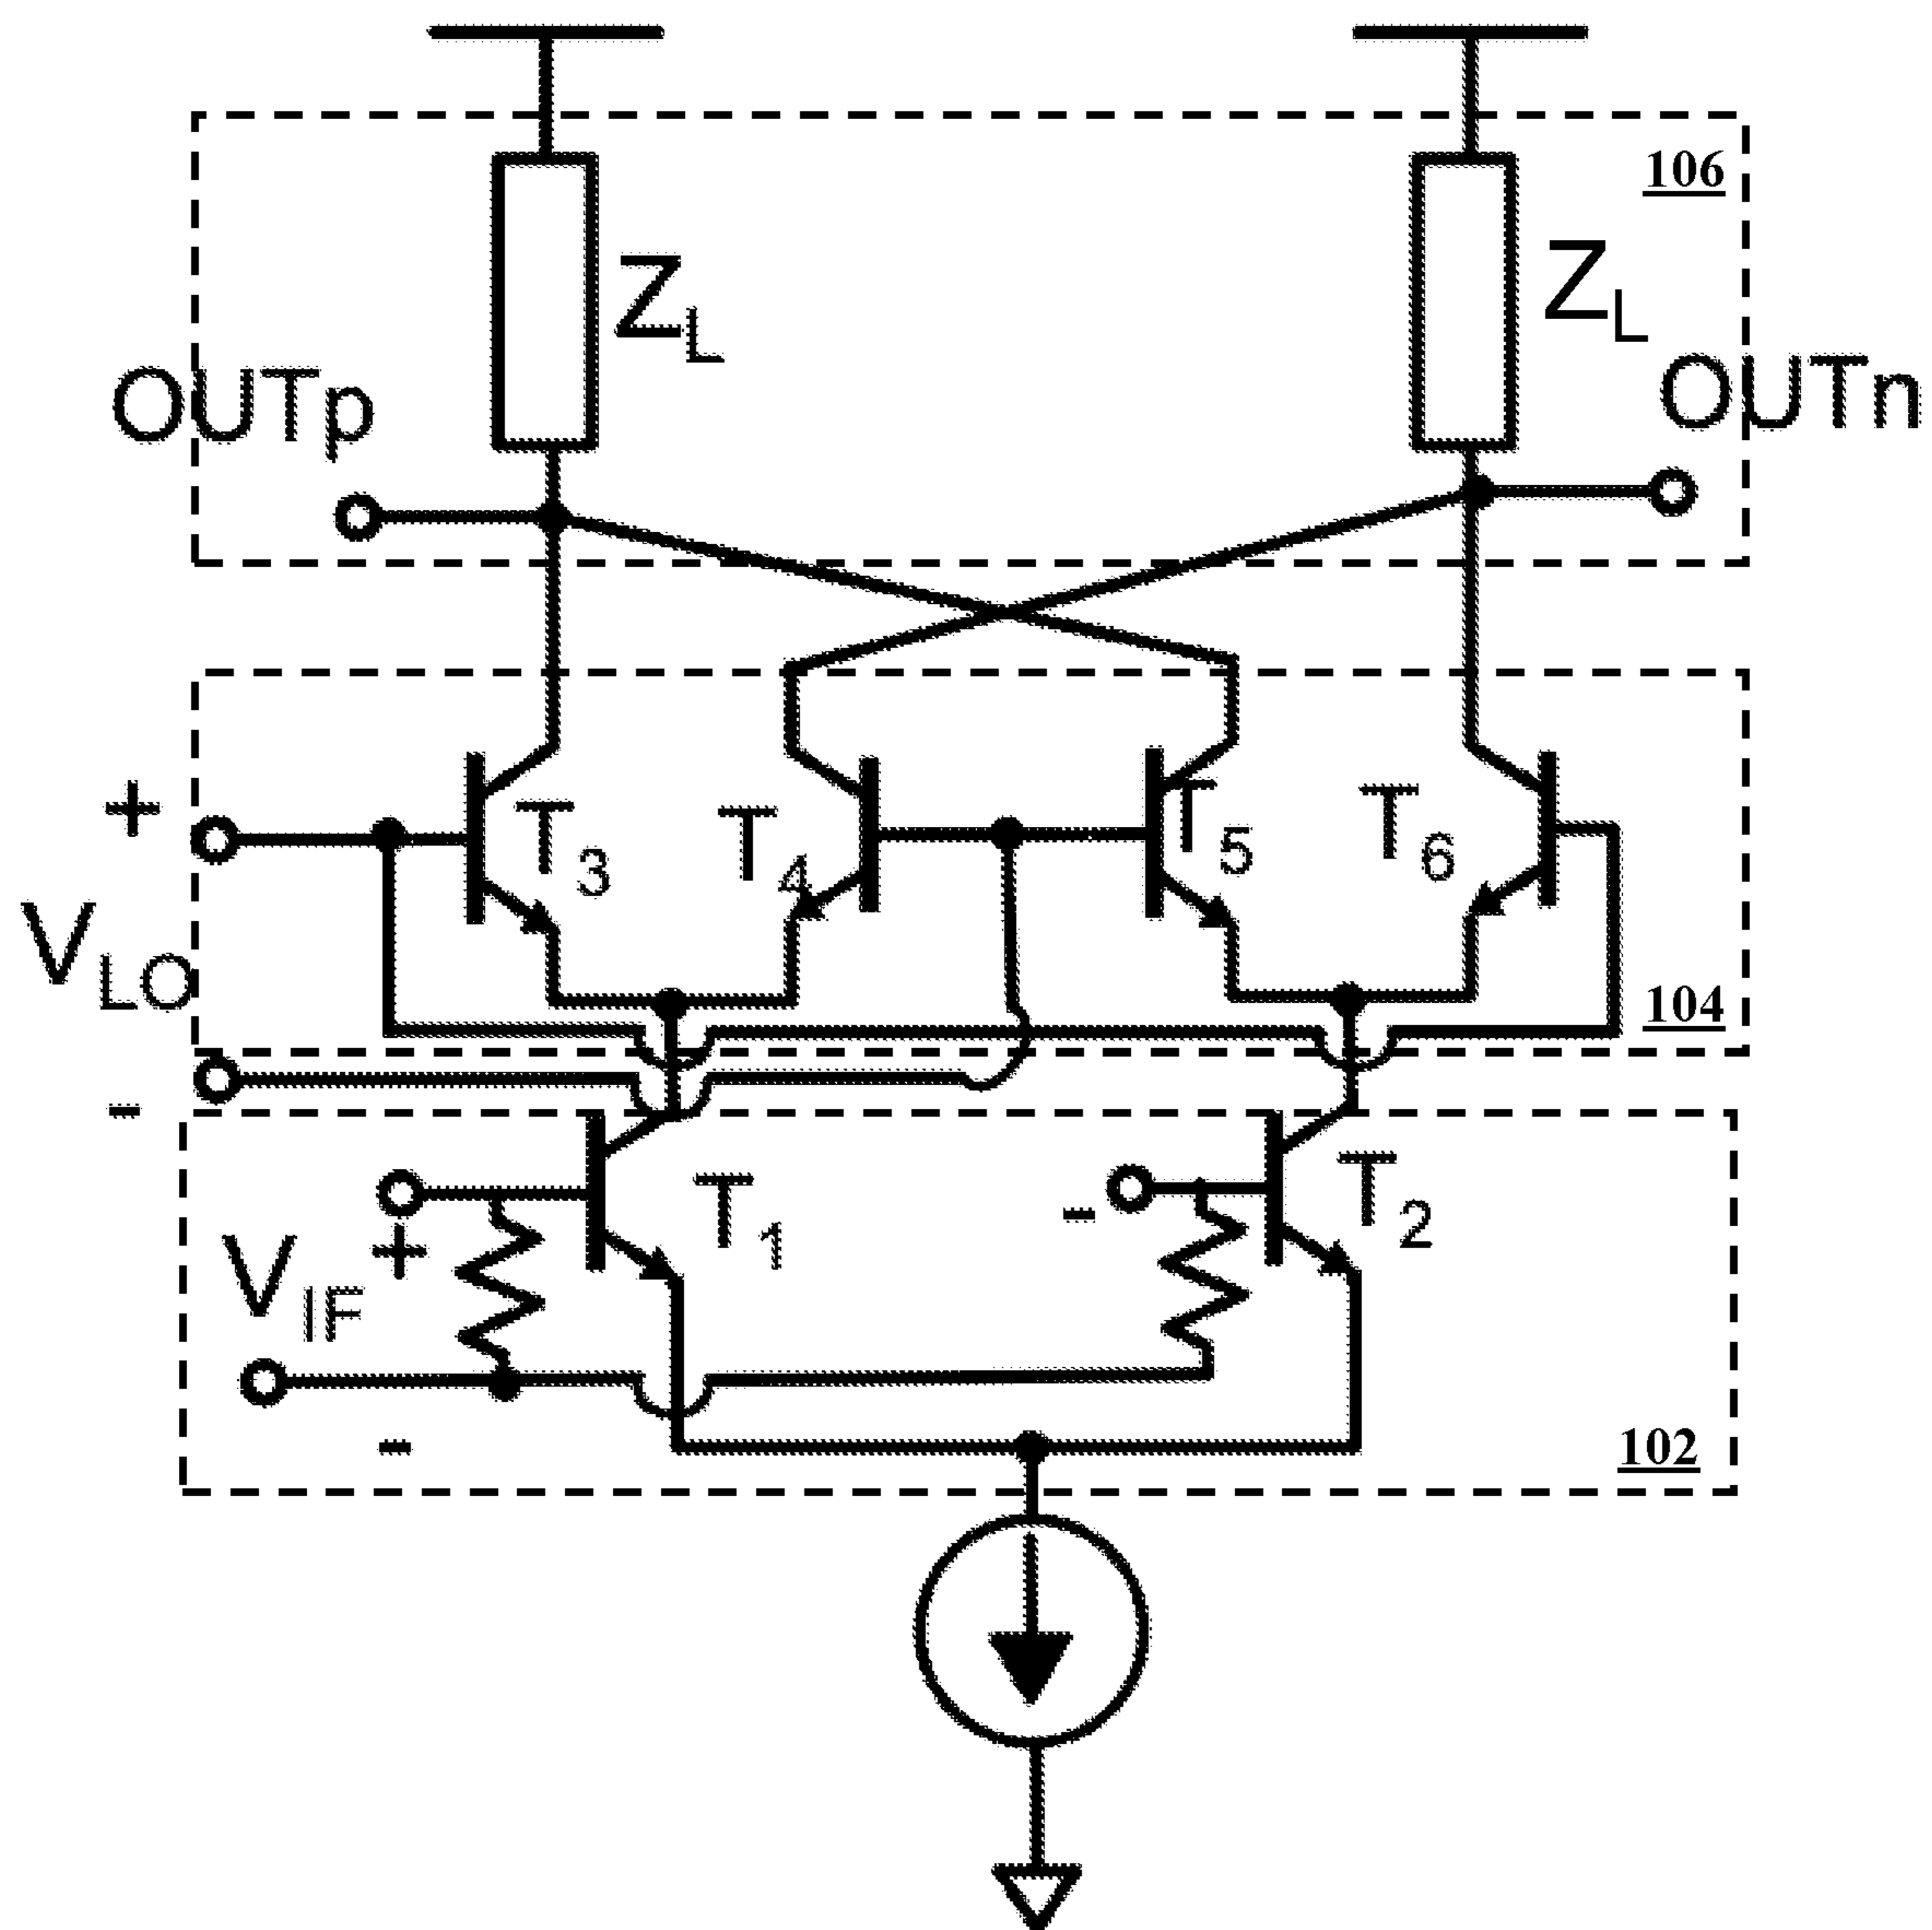 106
Z_L
Z_L
OUTp
OUTn
+
T_3
T_4
T_5
T_6
V_LO
104
-
T_1
-
T_2
V_IF
+
-
102